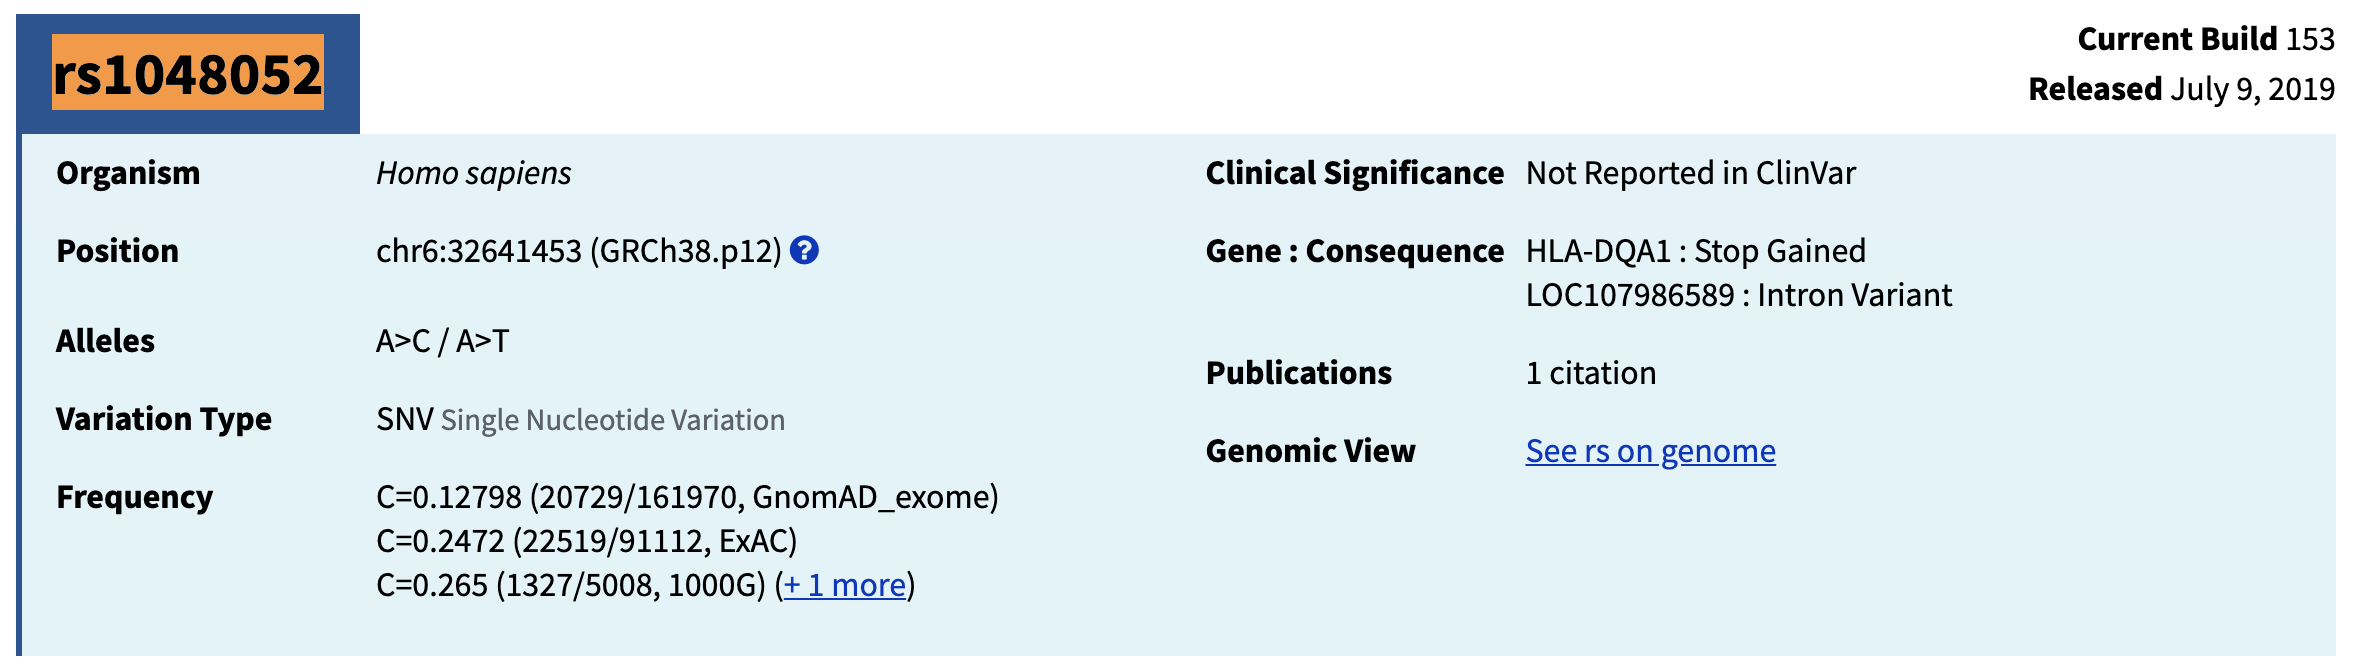 rs1048052
Current Build 153
Released July 9, 2019
Organism Homo sapiens
Position chr6:32641453 (GRCh38.p12) ?
Alleles A>C / A>T
Variation Type SNV Single Nucleotide Variation
Frequency C=0.12798 (20729/161970, GnomAD_exome)
C=0.2472 (22519/91112, ExAC)
C=0.265 (1327/5008, 1000G) (+ 1 more)
Clinical Significance Not Reported in ClinVar
Gene : Consequence HLA-DQA1 : Stop Gained
LOC107986589 : Intron Variant
Publications 1 citation
Genomic View See rs on genome